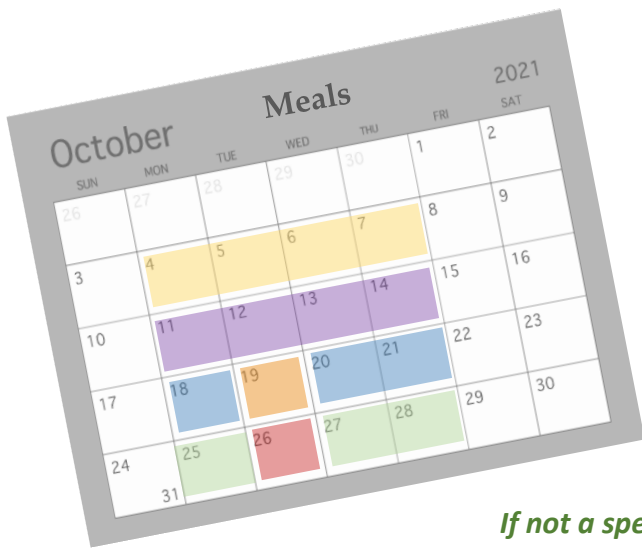 October Meals 2021
SUN MON TUE WED THU FRI SAT
26 27 28 29 30 1 2
3 4 5 6 7 8 9
10 11 12 13 14 15 16
17 18 19 20 21 22 23
24 25 26 27 28 29 30
31
If not a spe